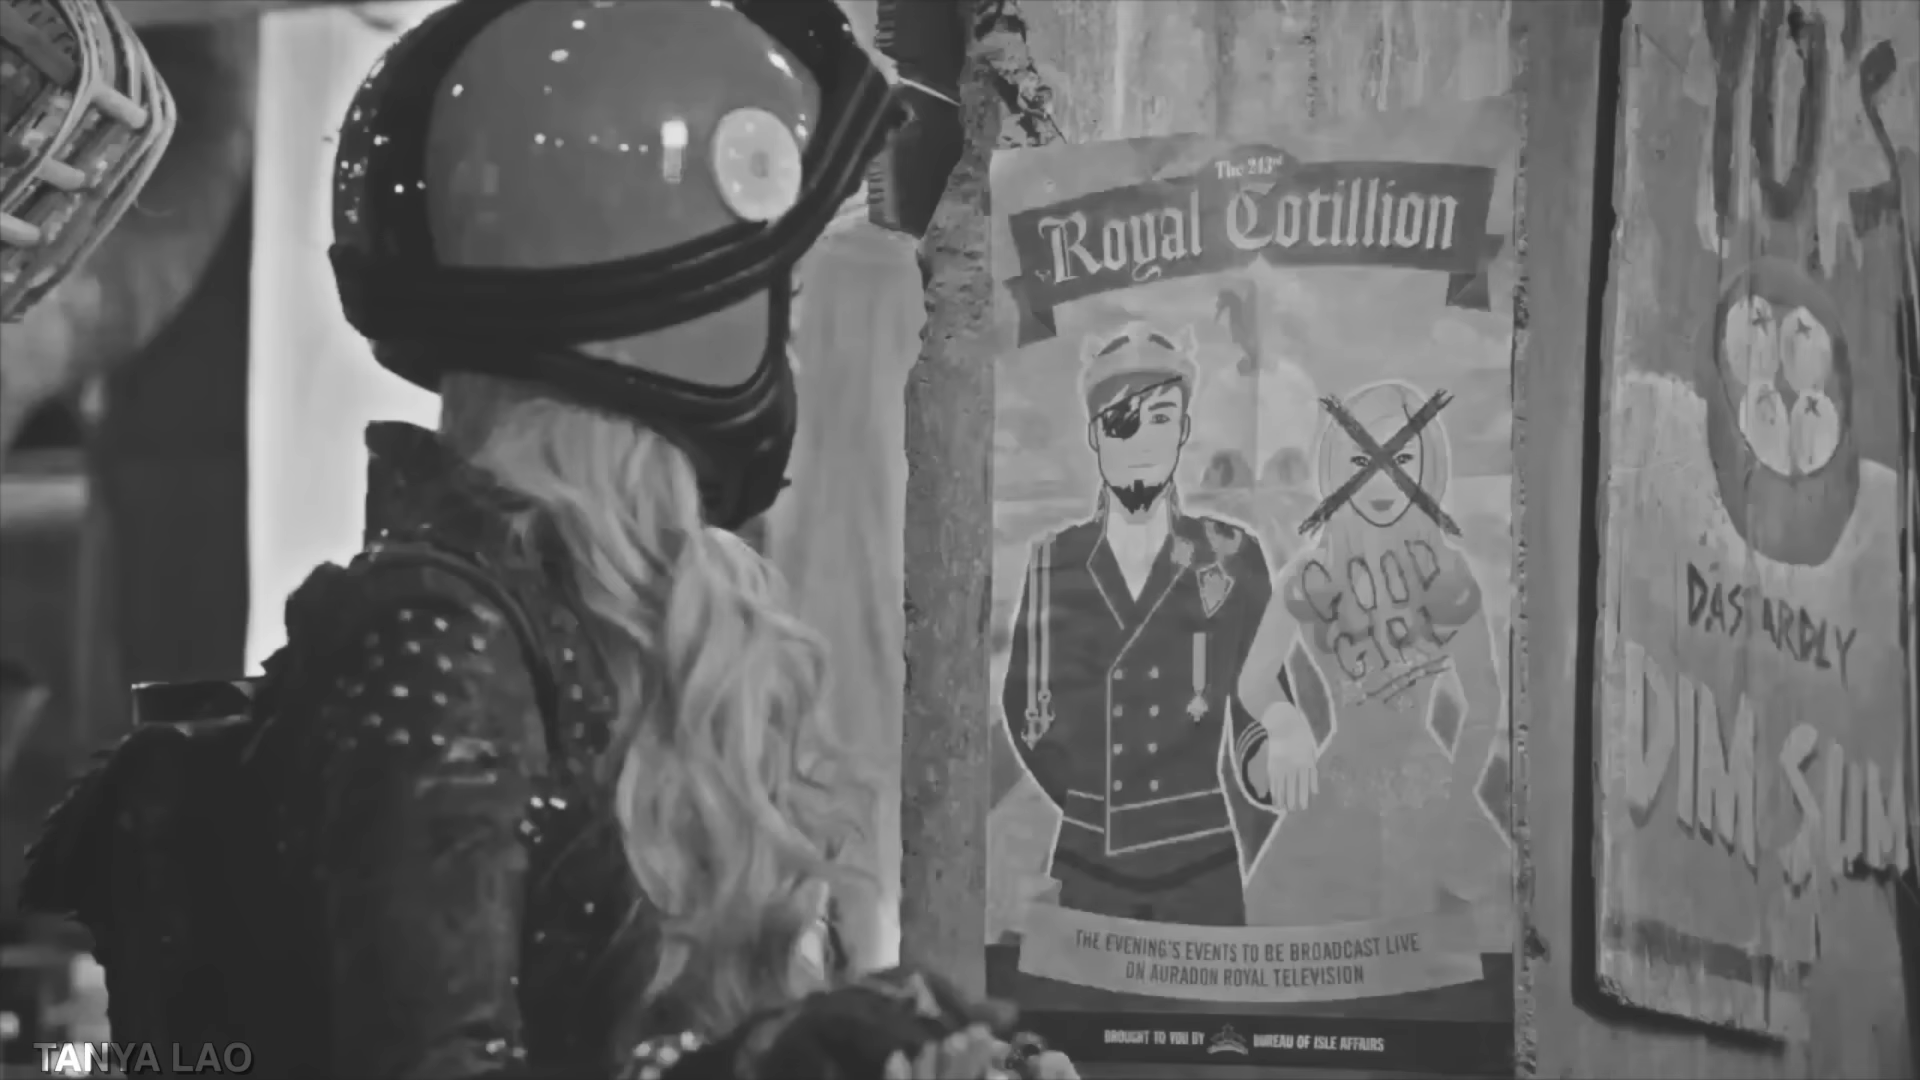 The 243rd
Royal Cotillion
GOOD
GIRL
THE EVENING'S EVENTS TO BE BROADCAST LIVE
ON AURADON ROYAL TELEVISION
BROUGHT TO YOU BY BUREAU OF ISLE AFFAIRS
DASTARDLY
DIM SUM
TANYA LAO